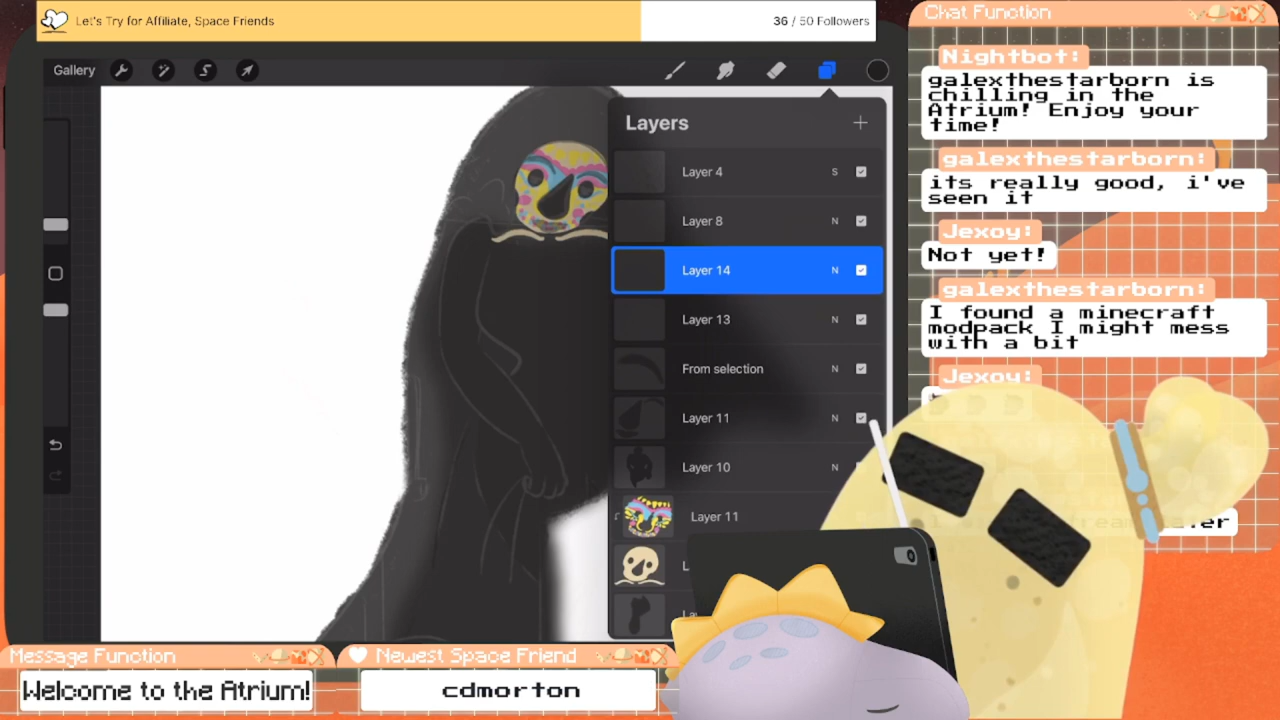 Let's Try for Affiliate, Space Friends
36 / 50 Followers
Gallery
Layers
Layer 4
S
Layer 8
N
Layer 14
N
Layer 13
N
From selection
N
Layer 11
N
Layer 10
N
Layer 11
Chat Function
Nightbot:
galexthestarborn is
chilling in the
Atrium! Enjoy your
time!
galexthestarborn:
its really good, i've
seen it
Jexoy:
Not yet!
galexthestarborn:
I found a minecraft
modpack I might mess
with a bit
Jexoy:
Message Function
Welcome to the Atrium!
Newest Space Friend
cdmorton